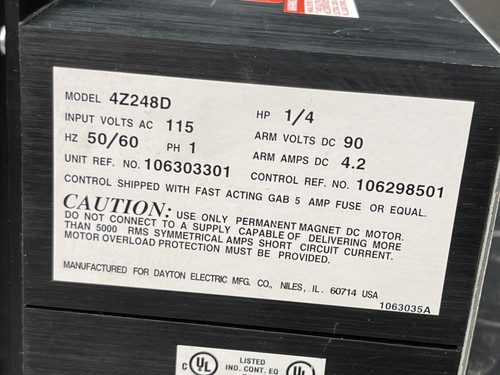 MODEL 4Z248D HP 1/4
INPUT VOLTS AC 115 ARM VOLTS DC 90
HZ 50/60 PH 1 ARM AMPS DC 4.2
UNIT REF. NO. 106303301 CONTROL REF. NO. 106298501
CONTROL SHIPPED WITH FAST ACTING GAB 5 AMP FUSE OR EQUAL.
CAUTION: USE ONLY PERMANENT MAGNET DC MOTOR.
DO NOT CONNECT TO A SUPPLY CAPABLE OF DELIVERING MORE
THAN 5000 RMS SYMMETRICAL AMPS SHORT CIRCUIT CURRENT.
MOTOR OVERLOAD PROTECTION MUST BE PROVIDED.
MANUFACTURED FOR DAYTON ELECTRIC MFG. CO., NILES, IL. 60714 USA
1063035A
C UL LISTED UL
IND. CONT. EQ